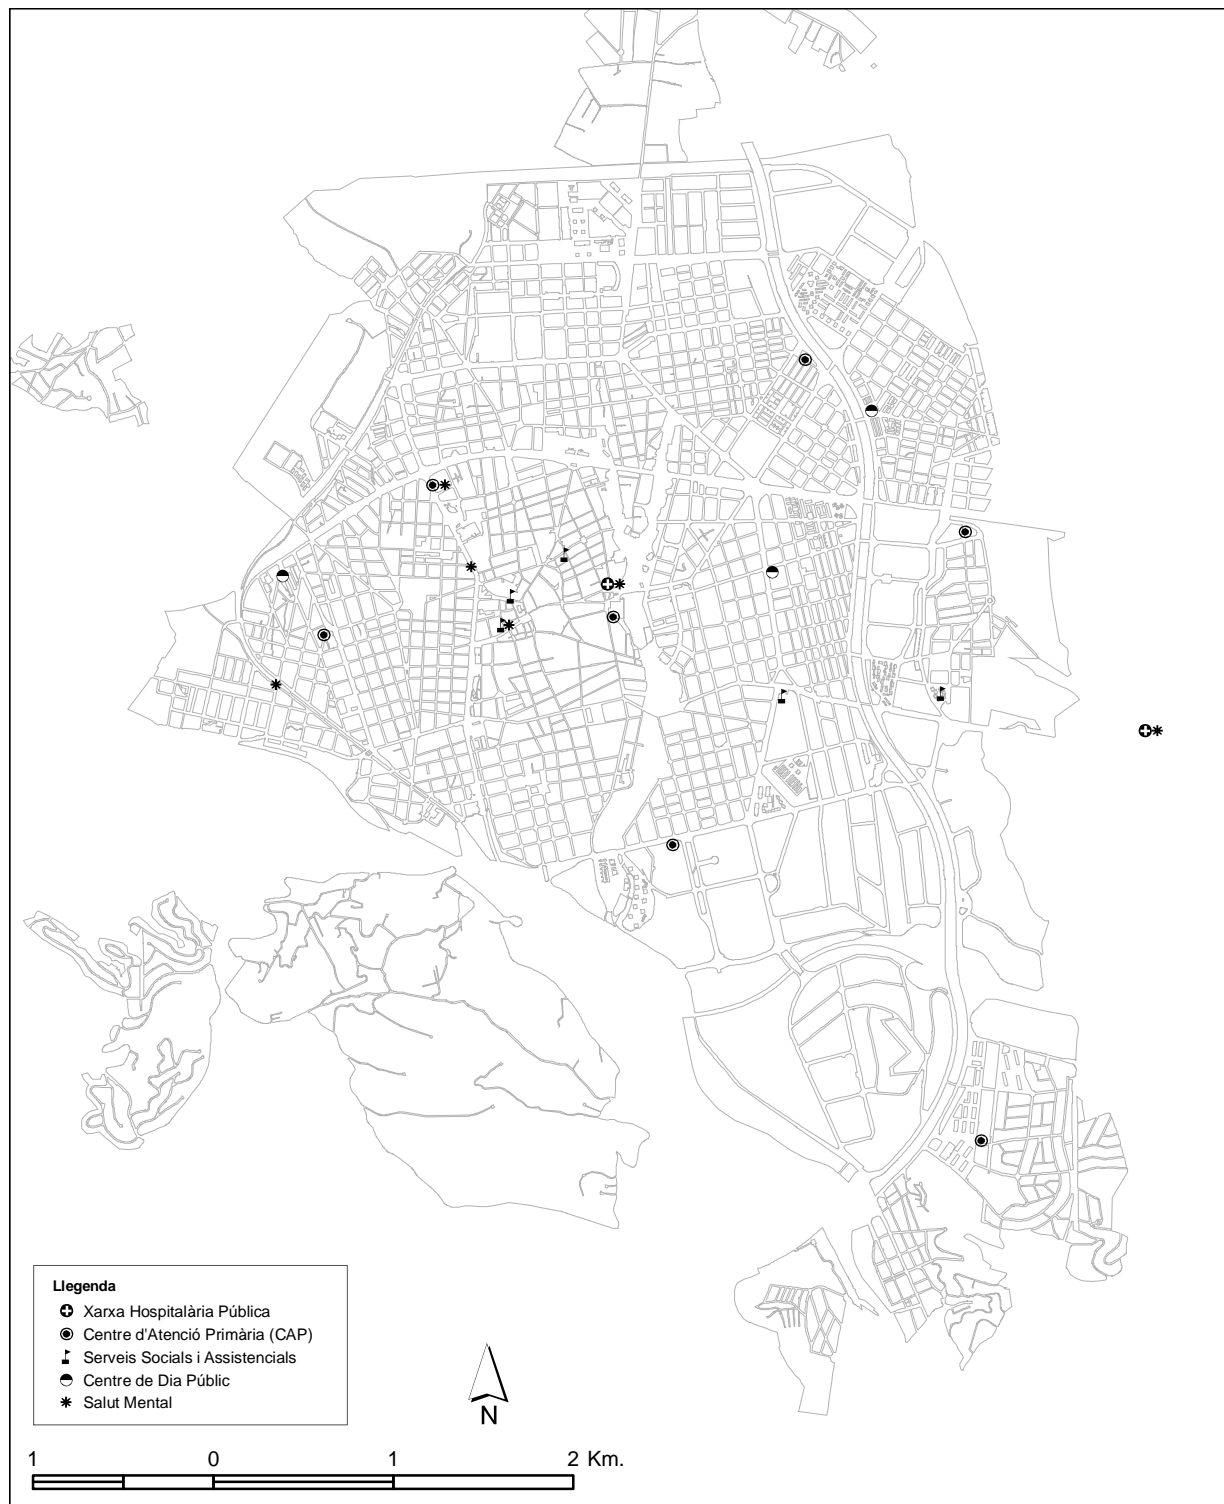 Llegenda
Xarxa Hospitalària Pública
Centre d'Atenció Primària (CAP)
Serveis Socials i Assistencials
Centre de Dia Públic
Salut Mental
N
1 0 1 2 Km.